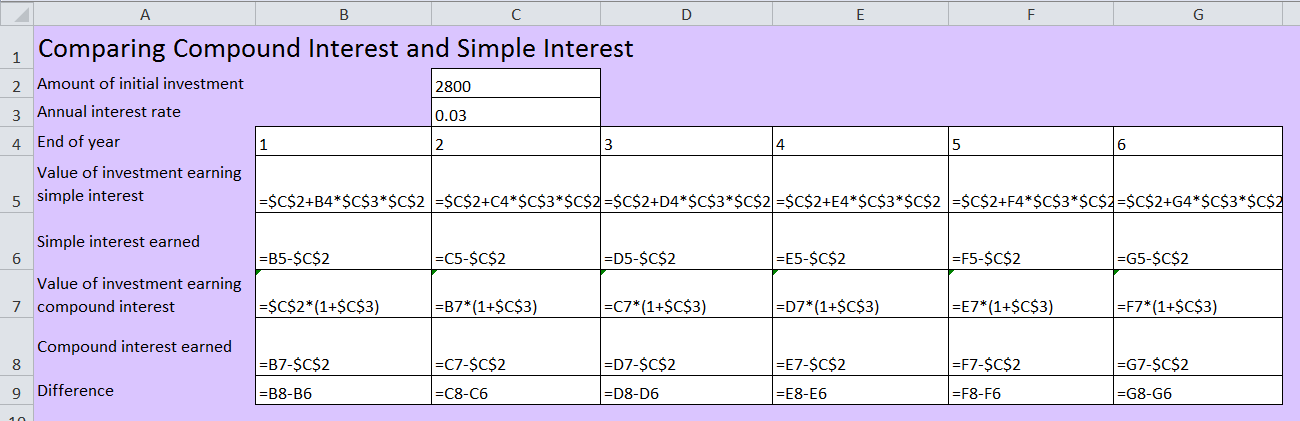 A B C D E F G
1 Comparing Compound Interest and Simple Interest
2 Amount of initial investment 2800
3 Annual interest rate 0.03
4 End of year 1 2 3 4 5 6
Value of investment earning
5 simple interest =$C$2+B4*$C$3*$C$2 =$C$2+C4*$C$3*$C$2 =$C$2+D4*$C$3*$C$2 =$C$2+E4*$C$3*$C$2 =$C$2+F4*$C$3*$C$2 =$C$2+G4*$C$3*$C$2
Simple interest earned
6 =B5-$C$2 =C5-$C$2 =D5-$C$2 =E5-$C$2 =F5-$C$2 =G5-$C$2
Value of investment earning
7 compound interest =$C$2*(1+$C$3) =B7*(1+$C$3) =C7*(1+$C$3) =D7*(1+$C$3) =E7*(1+$C$3) =F7*(1+$C$3)
Compound interest earned
8 =B7-$C$2 =C7-$C$2 =D7-$C$2 =E7-$C$2 =F7-$C$2 =G7-$C$2
9 Difference =B8-B6 =C8-C6 =D8-D6 =E8-E6 =F8-F6 =G8-G6